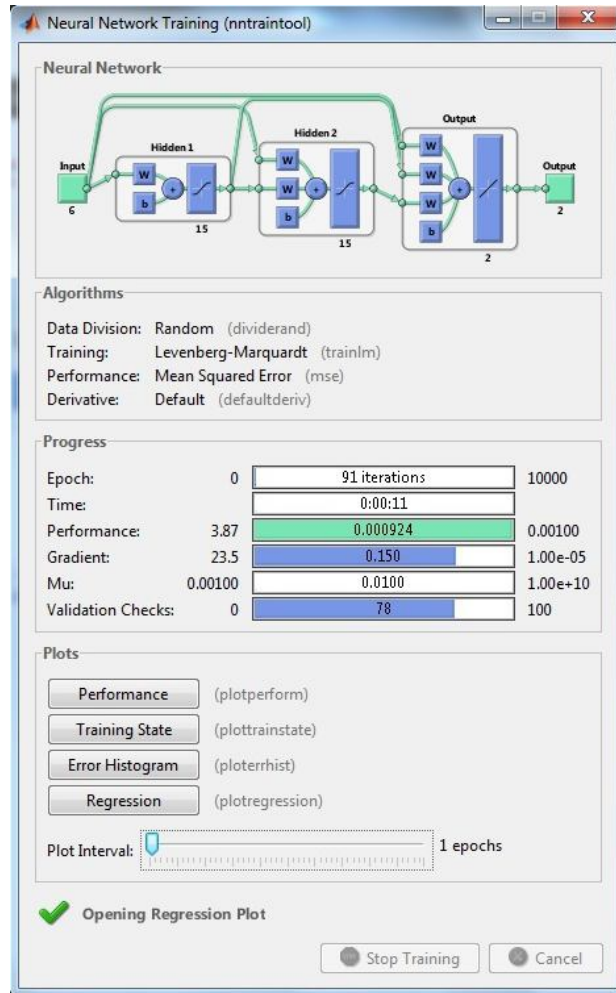 Neural Network Training (nntraintool)
Neural Network
Hidden 1
Hidden 2
Output
Input
W
b
+
W
W
b
+
W
W
W
b
+
Output
6
15
15
2
2
Algorithms
Data Division: Random (dividerand)
Training: Levenberg-Marquardt (trainlm)
Performance: Mean Squared Error (mse)
Derivative: Default (defaultderiv)
Progress
Epoch: 0 91 iterations 10000
Time: 0:00:11
Performance: 3.87 0.000924 0.00100
Gradient: 23.5 0.150 1.00e-05
Mu: 0.00100 0.0100 1.00e+10
Validation Checks: 0 78 100
Plots
Performance (plotperform)
Training State (plottrainstate)
Error Histogram (ploterrhist)
Regression (plotregression)
Plot Interval: 1 epochs
Opening Regression Plot
Stop Training Cancel